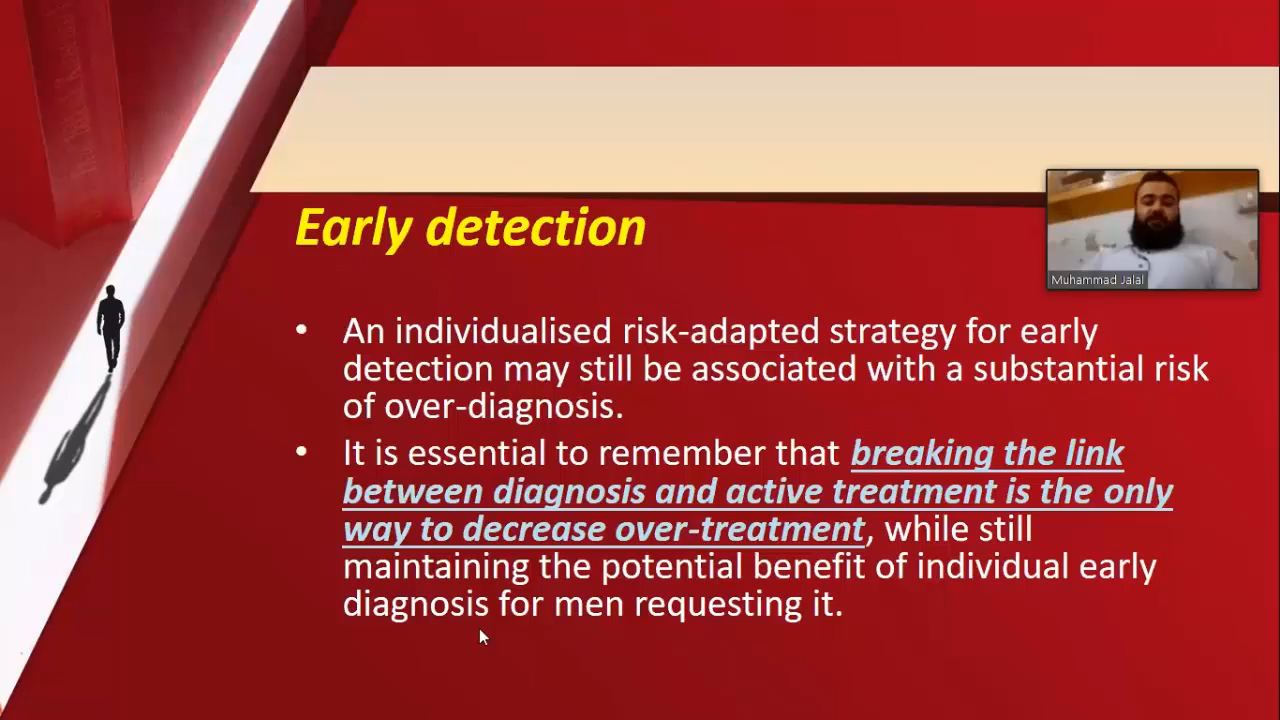 Early detection
Muhammad Jalal
• An individualised risk-adapted strategy for early
detection may still be associated with a substantial risk
of over-diagnosis.
• It is essential to remember that breaking the link
between diagnosis and active treatment is the only
way to decrease over-treatment, while still
maintaining the potential benefit of individual early
diagnosis for men requesting it.